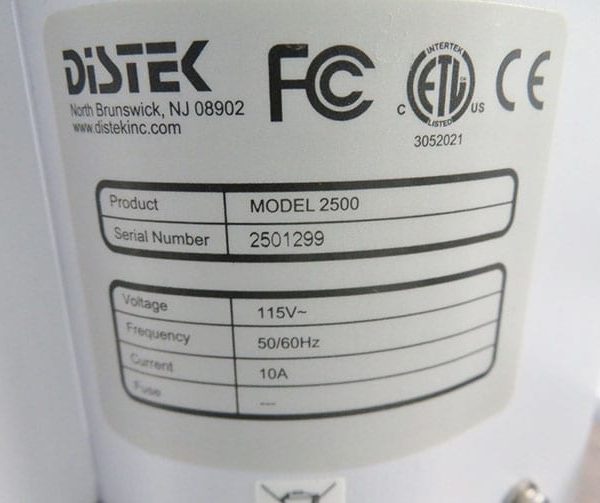 DiSTEK
North Brunswick, NJ 08902
www.distekinc.com
FC
INTERTEK
C ETL US
LISTED
3052021
CE
Product MODEL 2500
Serial Number 2501299
Voltage 115V~
Frequency 50/60Hz
Current 10A
Fuse ---